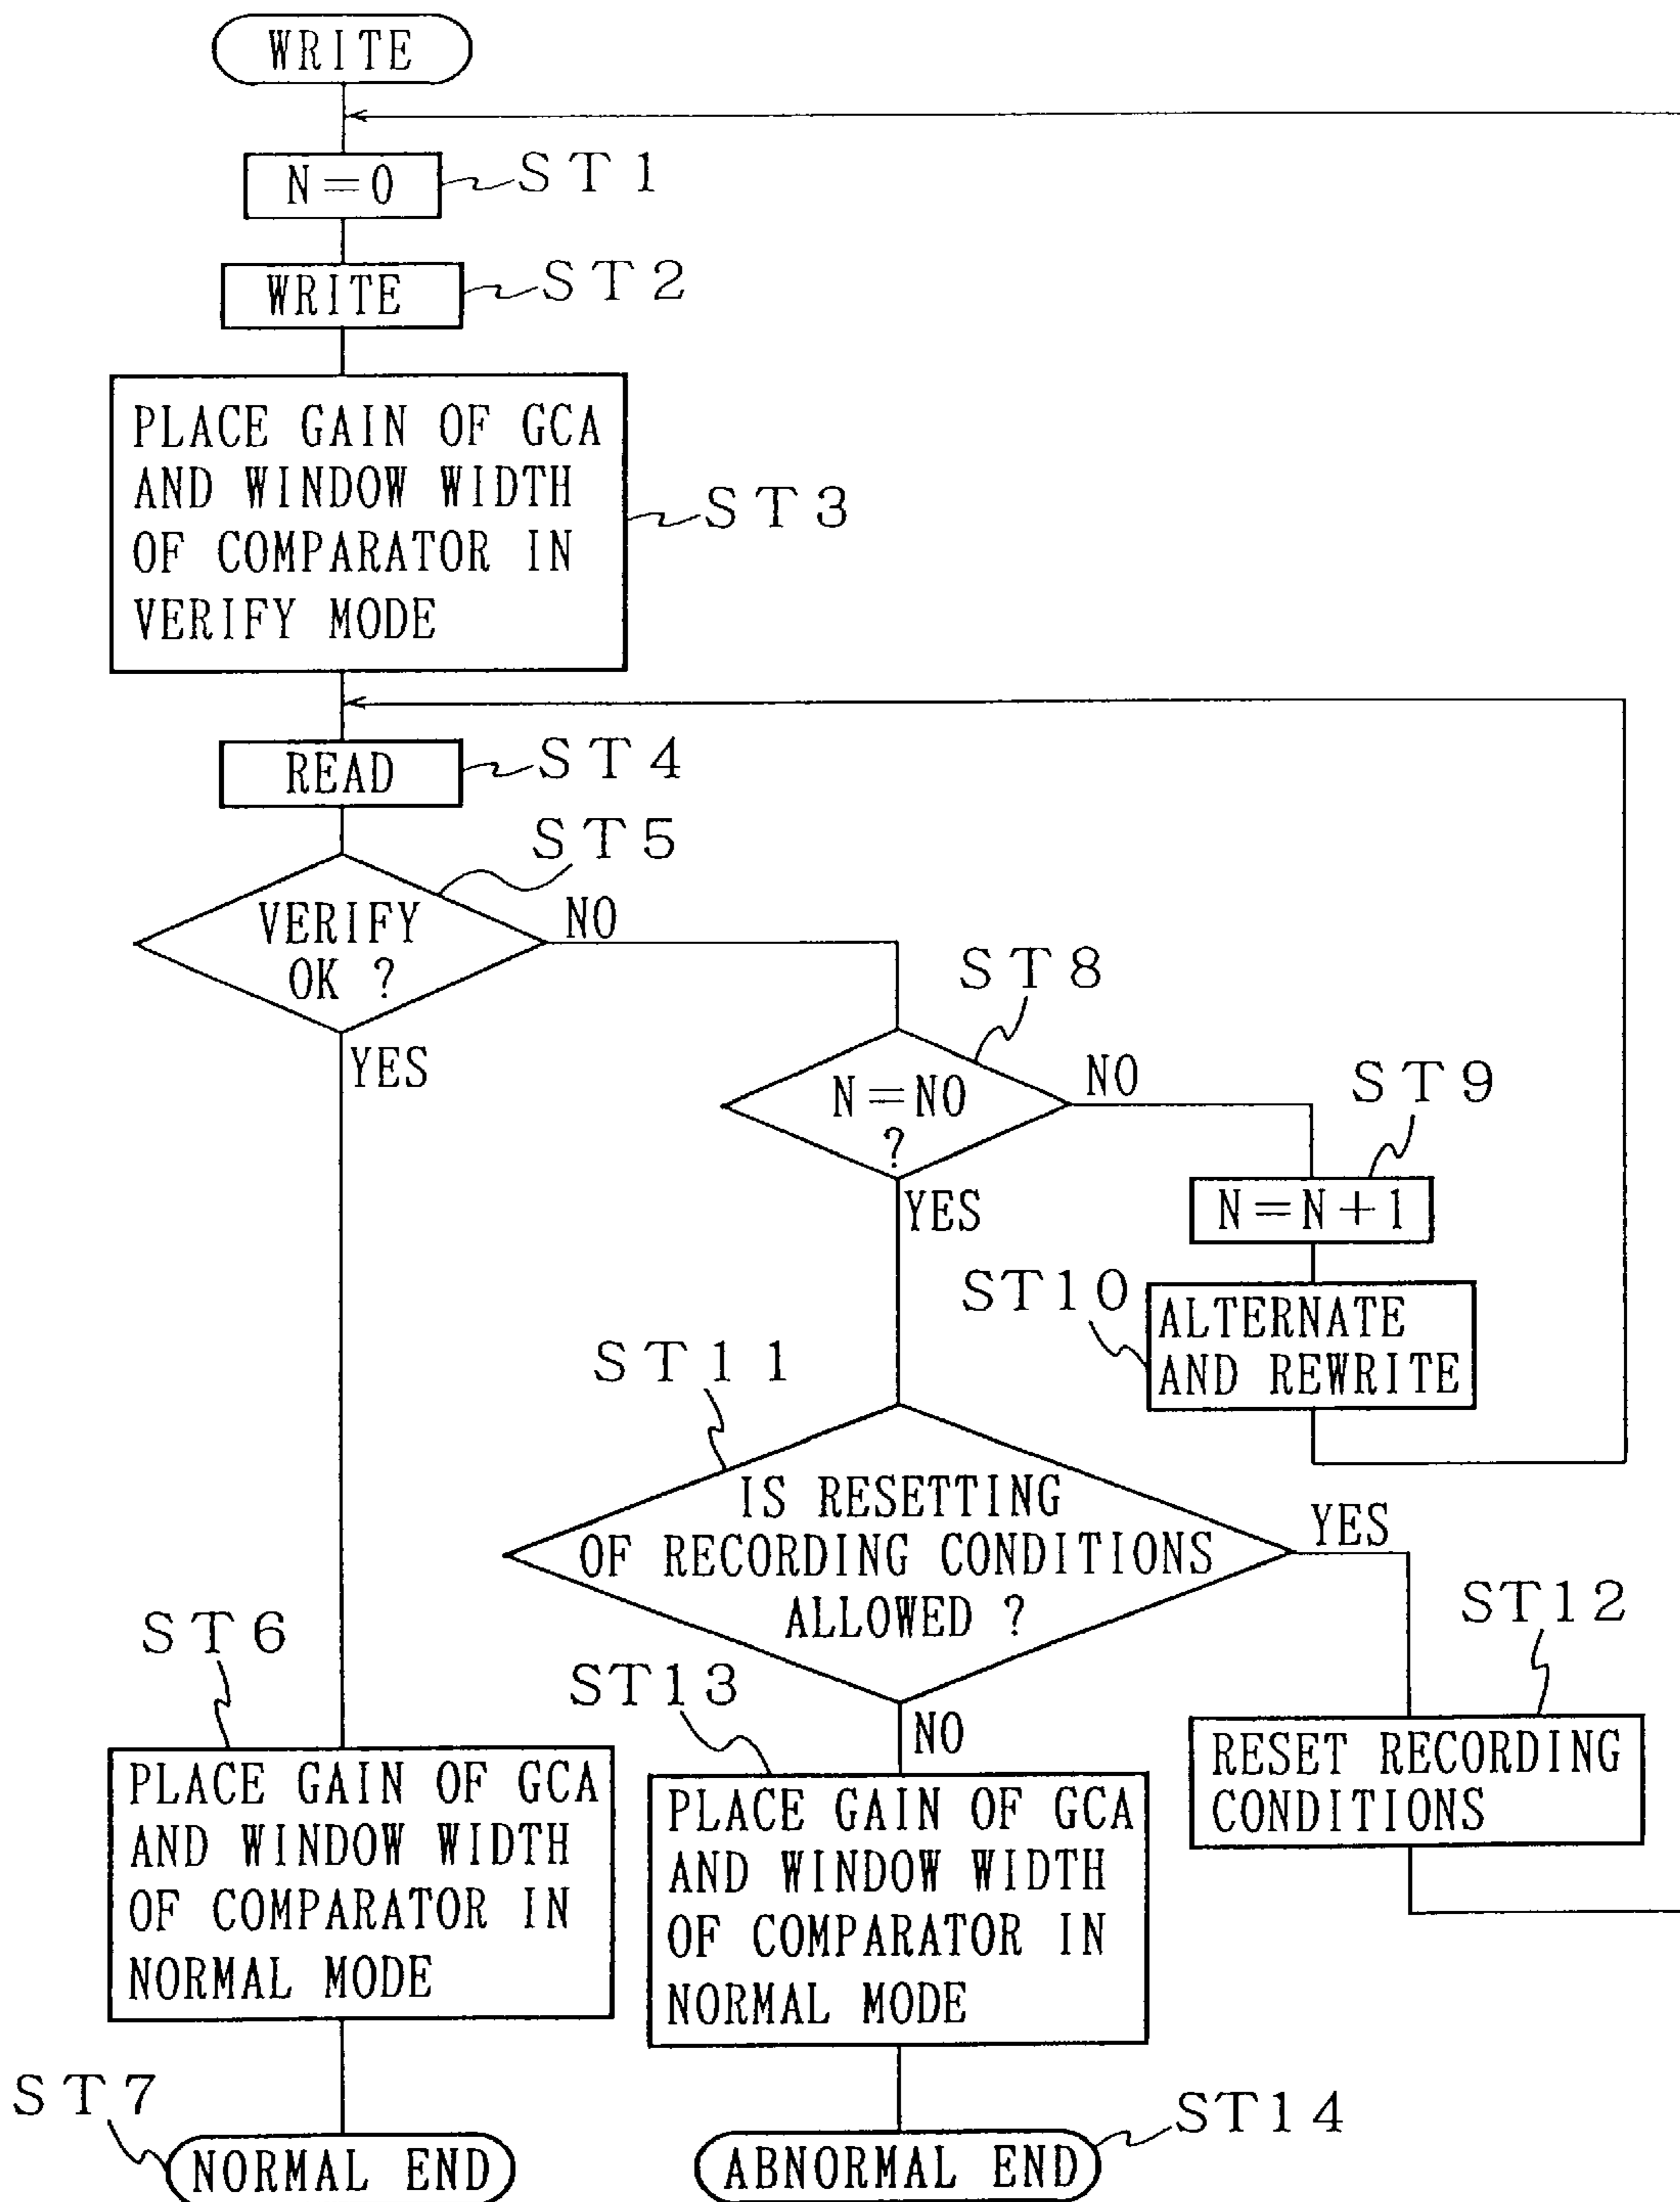 WRITE
N=0
ST1
WRITE
ST2
PLACE GAIN OF GCA
AND WINDOW WIDTH
OF COMPARATOR IN
VERIFY MODE
ST3
READ
ST4
ST5
VERIFY
OK ?
NO
YES
ST8
N=NO
?
NO
YES
ST9
N=N+1
ST10
ALTERNATE
AND REWRITE
ST11
IS RESETTING
OF RECORDING CONDITIONS
ALLOWED ?
YES
NO
ST12
RESET RECORDING
CONDITIONS
ST6
PLACE GAIN OF GCA
AND WINDOW WIDTH
OF COMPARATOR IN
NORMAL MODE
ST13
PLACE GAIN OF GCA
AND WINDOW WIDTH
OF COMPARATOR IN
NORMAL MODE
ST7
NORMAL END
ABNORMAL END
ST14